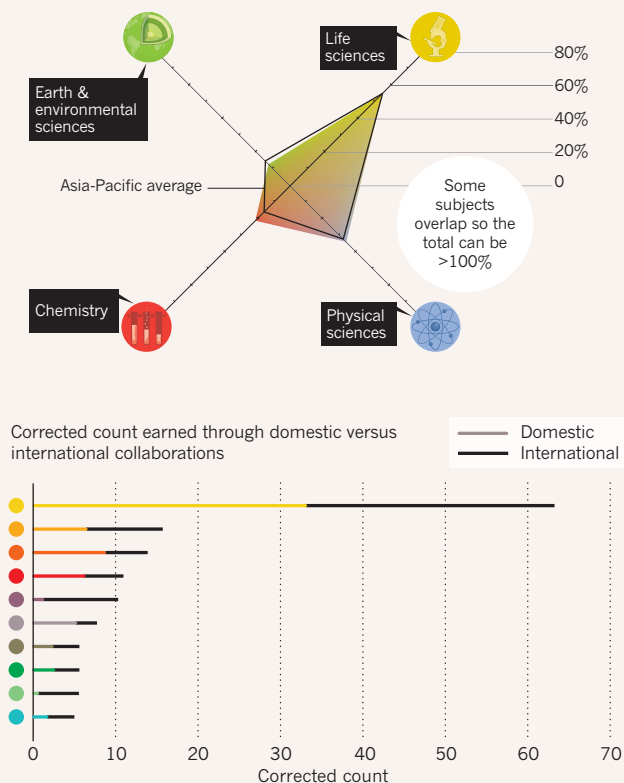 Life
sciences
80%
Earth &
environmental
sciences
60%
40%
20%
Asia-Pacific average
0
Some
subjects
overlap so the
total can be
>100%
Chemistry
Physical
sciences
Corrected count earned through domestic versus
international collaborations
Domestic
International
0 10 20 30 40 50 60 70
Corrected count